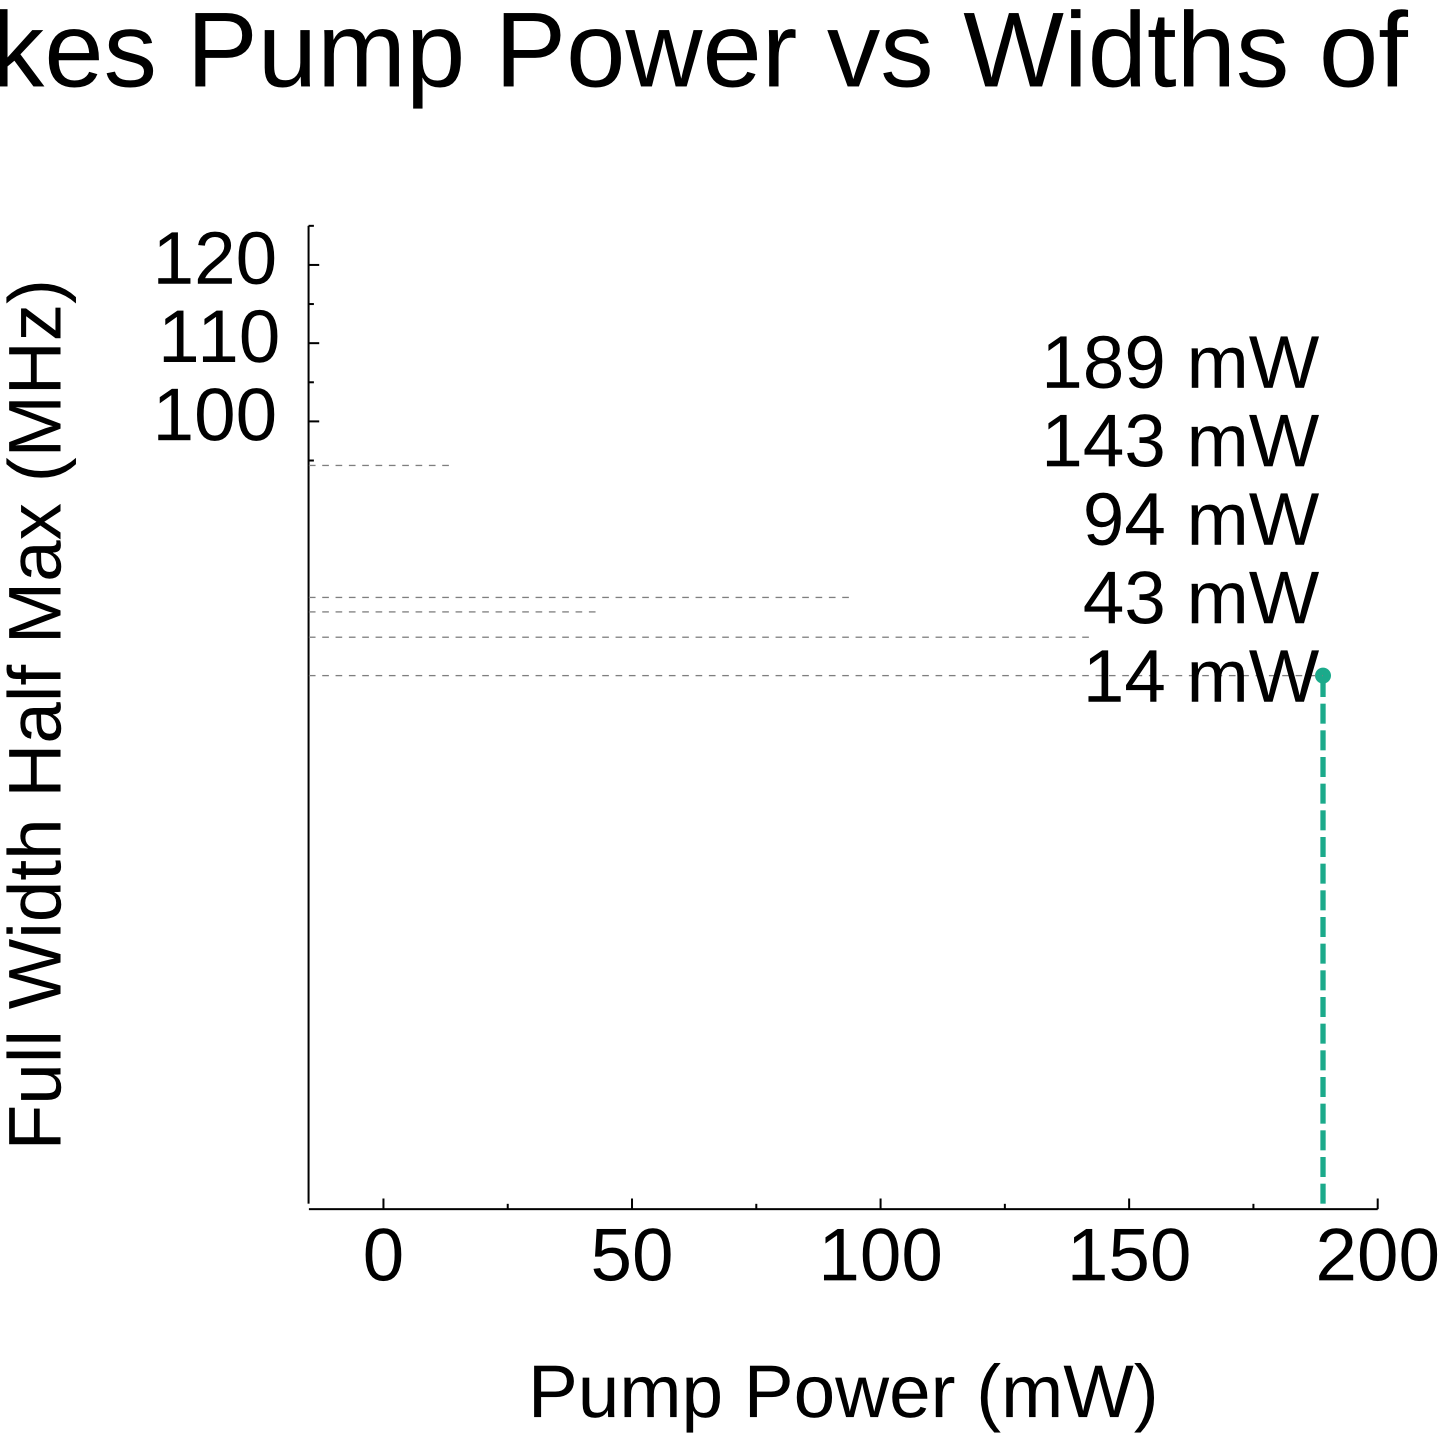 kes Pump Power vs Widths of
Full Width Half Max (MHz)
120
110
100
189 mW
143 mW
94 mW
43 mW
14 mW
0 50 100 150 200
Pump Power (mW)